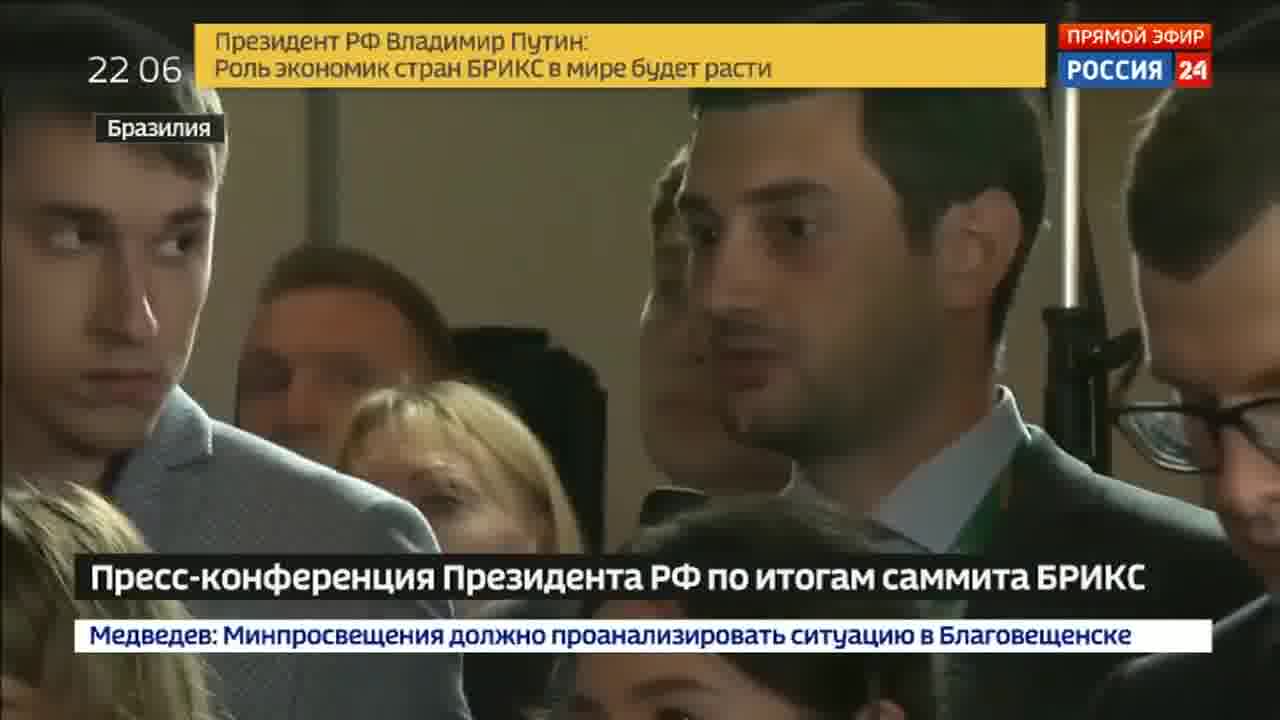 Президент РФ Владимир Путин:
Роль экономик стран БРИКС в мире будет расти
ПРЯМОЙ ЭФИР
22 06
РОССИЯ 24
Бразилия
Пресс-конференция Президента РФ по итогам саммита БРИКС
Медведев: Минпросвещения должно проанализировать ситуацию в Благовещенске